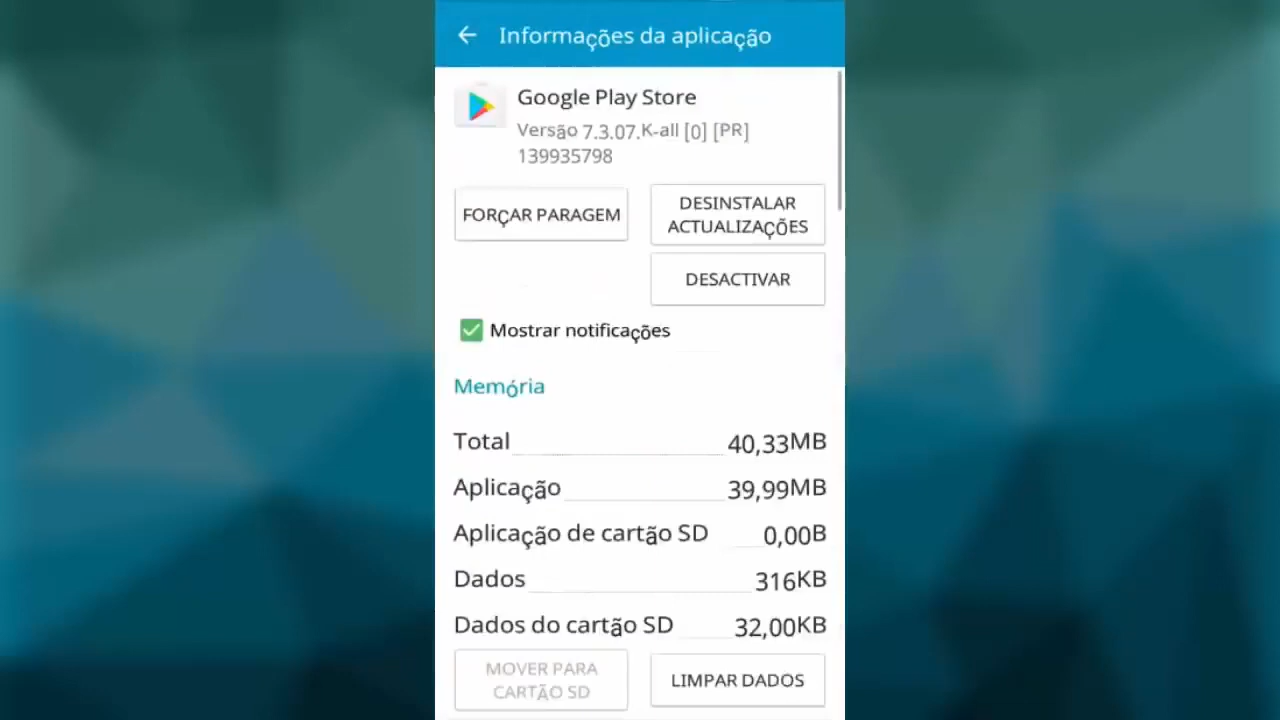 Informações da aplicação
Google Play Store
Versão 7.3.07.K-all [0] [PR]
139935798
FORÇAR PARAGEM
DESINSTALAR
ACTUALIZAÇÕES
DESACTIVAR
Mostrar notificações
Memória
Total 40,33MB
Aplicação 39,99MB
Aplicação de cartão SD 0,00B
Dados 316KB
Dados do cartão SD 32,00KB
MOVER PARA
CARTÃO SD
LIMPAR DADOS